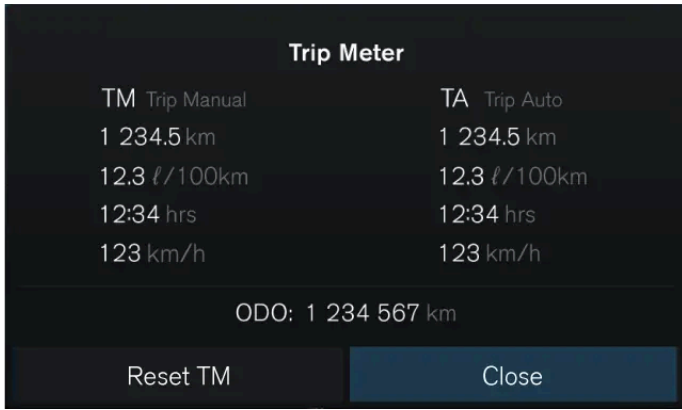 Trip Meter
TM Trip Manual
1 234.5 km
12.3 ℓ/100km
12:34 hrs
123 km/h
TA Trip Auto
1 234.5 km
12.3 ℓ/100km
12:34 hrs
123 km/h
ODO: 1 234 567 km
Reset TM
Close